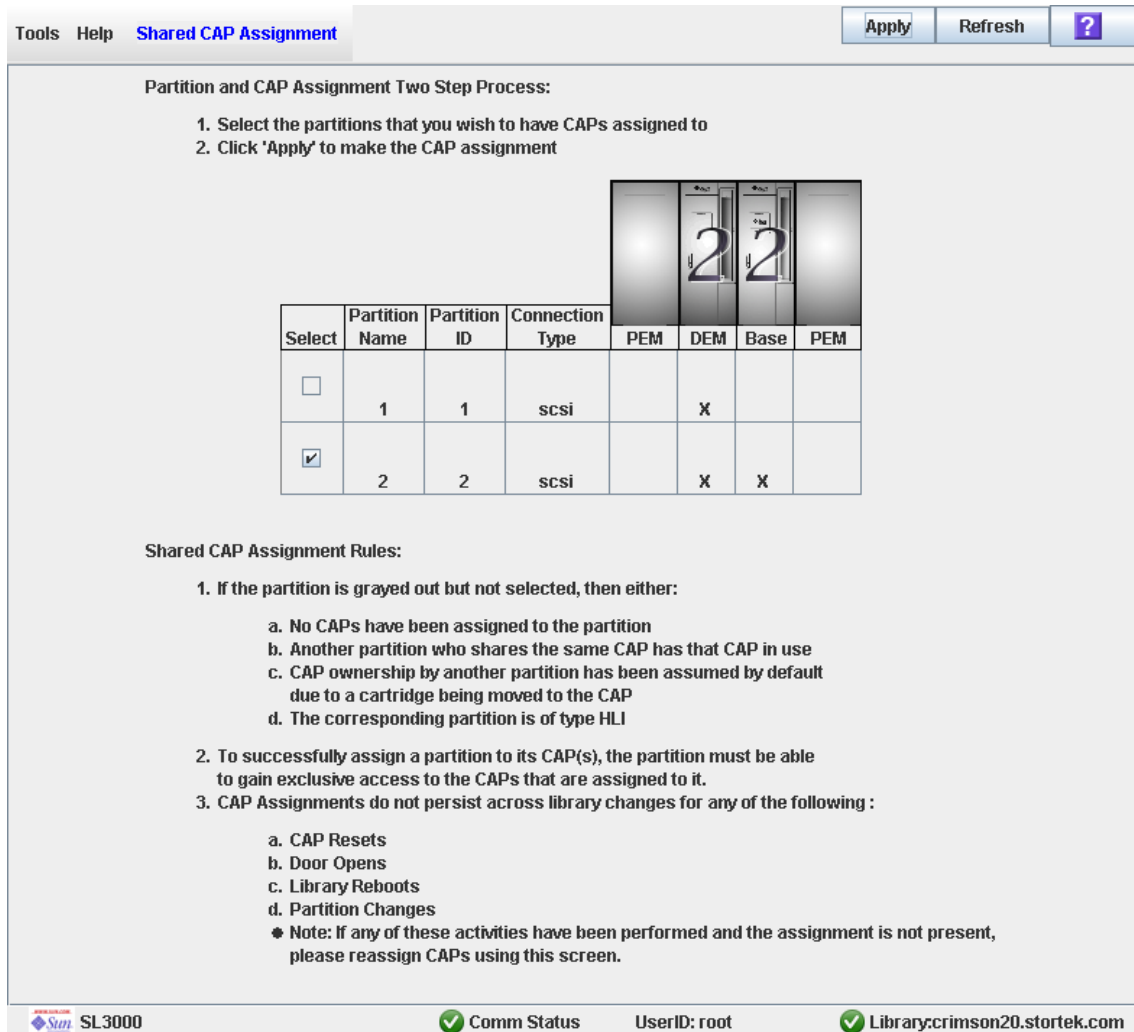 Tools Help Shared CAP Assignment Apply Refresh ?
Partition and CAP Assignment Two Step Process:
1. Select the partitions that you wish to have CAPs assigned to
2. Click 'Apply' to make the CAP assignment
2 2
Select Partition Name Partition ID Connection Type PEM DEM Base PEM
1 1 scsi X
2 2 scsi X X
Shared CAP Assignment Rules:
1. If the partition is grayed out but not selected, then either:
a. No CAPs have been assigned to the partition
b. Another partition who shares the same CAP has that CAP in use
c. CAP ownership by another partition has been assumed by default
due to a cartridge being moved to the CAP
d. The corresponding partition is of type HLI
2. To successfully assign a partition to its CAP(s), the partition must be able
to gain exclusive access to the CAPs that are assigned to it.
3. CAP Assignments do not persist across library changes for any of the following :
a. CAP Resets
b. Door Opens
c. Library Reboots
d. Partition Changes
Note: If any of these activities have been performed and the assignment is not present,
please reassign CAPs using this screen.
Sun SL3000 Comm Status UserID: root Library:crimson20.stortek.com